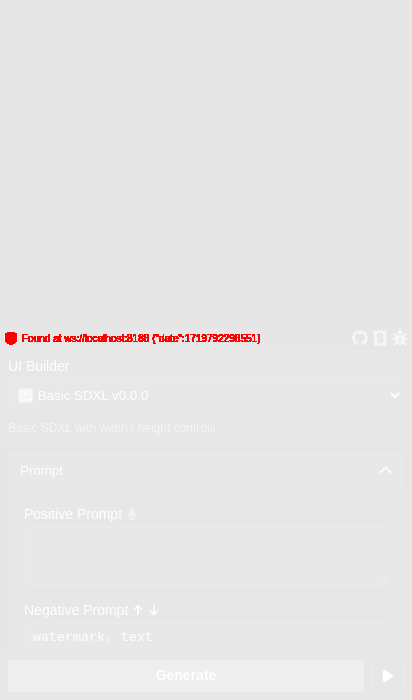 Found at ws://localhost:8188 {"date":1719792296551}
UI Builder
Basic SDXL v0.0.0
Basic SDXL with width / height controls
Prompt
Positive Prompt
Negative Prompt
watermark, text
Generate